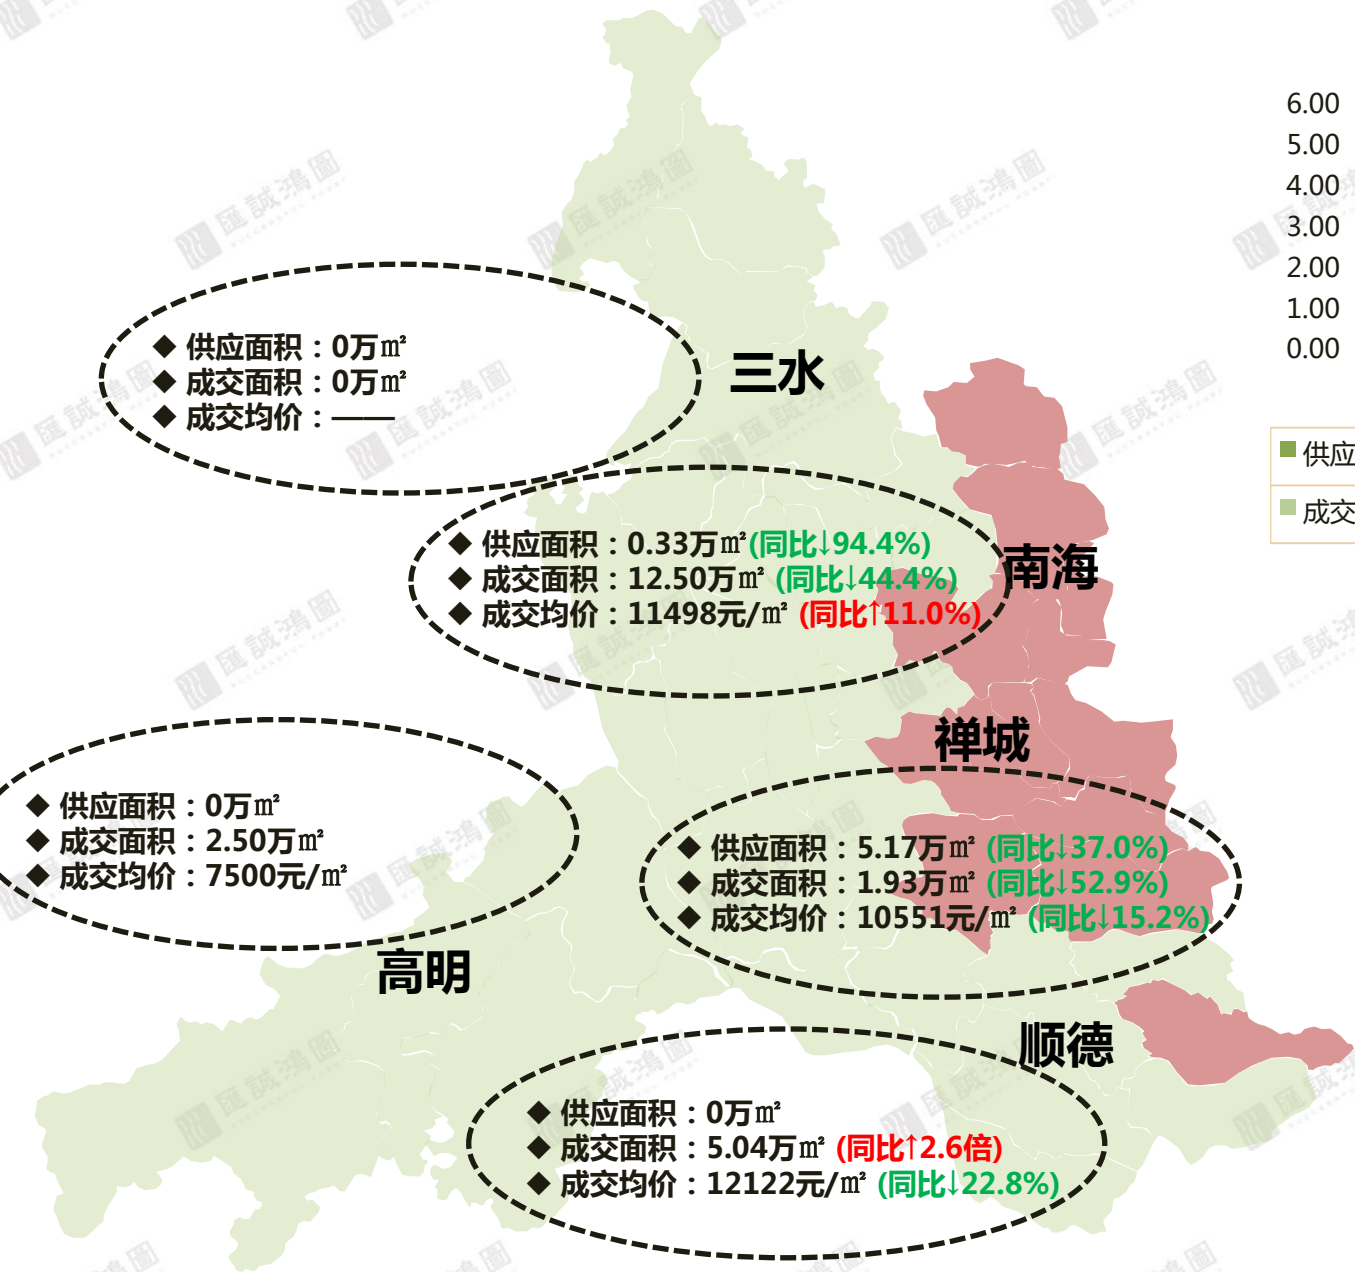 6.00
5.00
4.00
3.00
2.00
1.00
0.00
供应
成交
◆ 供应面积：0万㎡
◆ 成交面积：0万㎡
◆ 成交均价：——
三水
◆ 供应面积：0.33万㎡(同比↓94.4%)
◆ 成交面积：12.50万㎡ (同比↓44.4%)
◆ 成交均价：11498元/㎡ (同比↑11.0%)
南海
禅城
◆ 供应面积：0万㎡
◆ 成交面积：2.50万㎡
◆ 成交均价：7500元/㎡
高明
◆ 供应面积：5.17万㎡ (同比↓37.0%)
◆ 成交面积：1.93万㎡ (同比↓52.9%)
◆ 成交均价：10551元/㎡ (同比↓15.2%)
顺德
◆ 供应面积：0万㎡
◆ 成交面积：5.04万㎡ (同比↑2.6倍)
◆ 成交均价：12122元/㎡ (同比↓22.8%)
匯誠鴻圖